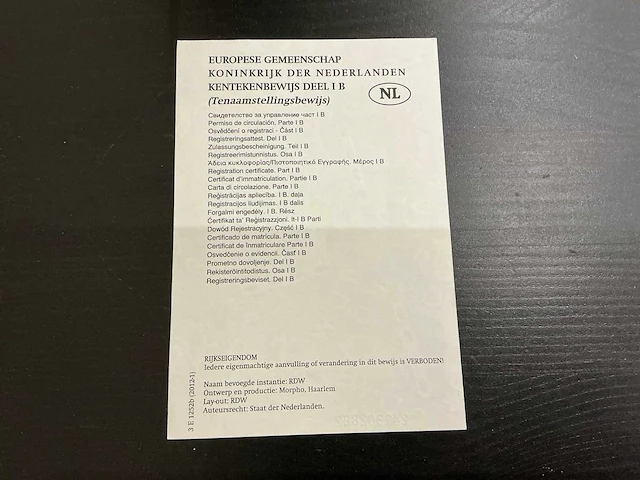 EUROPESE GEMEENSCHAP
KONINKRIJK DER NEDERLANDEN
KENTEKENBEWIJS DEEL I B
NL
(Tenaamstellingsbewijs)
Свидетелство за управление част I B
Permiso de circulación. Parte I B
Osvědčení o registraci - Část I B
Registreringsattest. Del I B
Zulassungsbescheinigung. Teil I B
Registreerimistunnistus. Osa I B
Άδεια κυκλοφορίας/Πιστοποιητικό Εγγραφής. Μέρος I B
Registration certificate. Part I B
Certificat d'immatriculation. Partie I B
Carta di circolazione. Parte I B
Reģistrācijas apliecība. I B. daļa
Registracijos liudijimas. I B dalis
Forgalmi engedély. I B. Rész
Ċertifikat ta' Reġistrazzjoni. It-I B Parti
Dowód Rejestracyjny. Część I B
Certificado de matrícula. Parte I B
Certificat de înmatriculare Parte I B
Osvedčenie o evidencii. Časť I B
Prometno dovoljenje. Del I B
Rekisteröintitodistus. Osa I B
Registreringsbeviset. Del I B
RIJKSEIGENDOM
Iedere eigenmachtige aanvulling of verandering in dit bewijs is VERBODEN!
Naam bevoegde instantie: RDW
Ontwerp en productie: Morpho, Haarlem
Lay-out: RDW
Auteursrecht: Staat der Nederlanden.
3 E 1252b (2012-1)